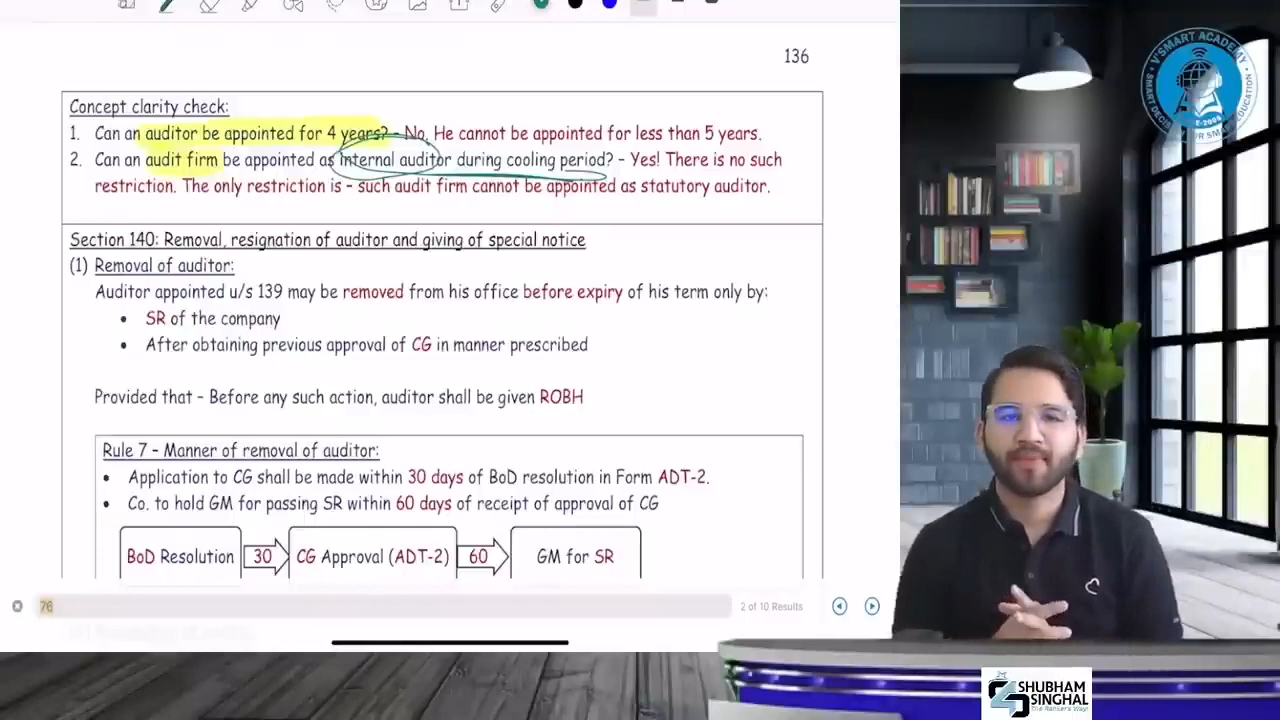 136
Concept clarity check:
1. Can an auditor be appointed for 4 years? - No. He cannot be appointed for less than 5 years.
2. Can an audit firm be appointed as internal auditor during cooling period? – Yes! There is no such
restriction. The only restriction is – such audit firm cannot be appointed as statutory auditor.
Section 140: Removal, resignation of auditor and giving of special notice
(1) Removal of auditor:
Auditor appointed u/s 139 may be removed from his office before expiry of his term only by:
• SR of the company
• After obtaining previous approval of CG in manner prescribed
Provided that – Before any such action, auditor shall be given ROBH
Rule 7 – Manner of removal of auditor:
• Application to CG shall be made within 30 days of BoD resolution in Form ADT-2.
• Co. to hold GM for passing SR within 60 days of receipt of approval of CG
BoD Resolution 30 CG Approval (ADT-2) 60 GM for SR
76 2 of 10 Results
V'SMART ACADEMY
SHUBHAM
SINGHAL